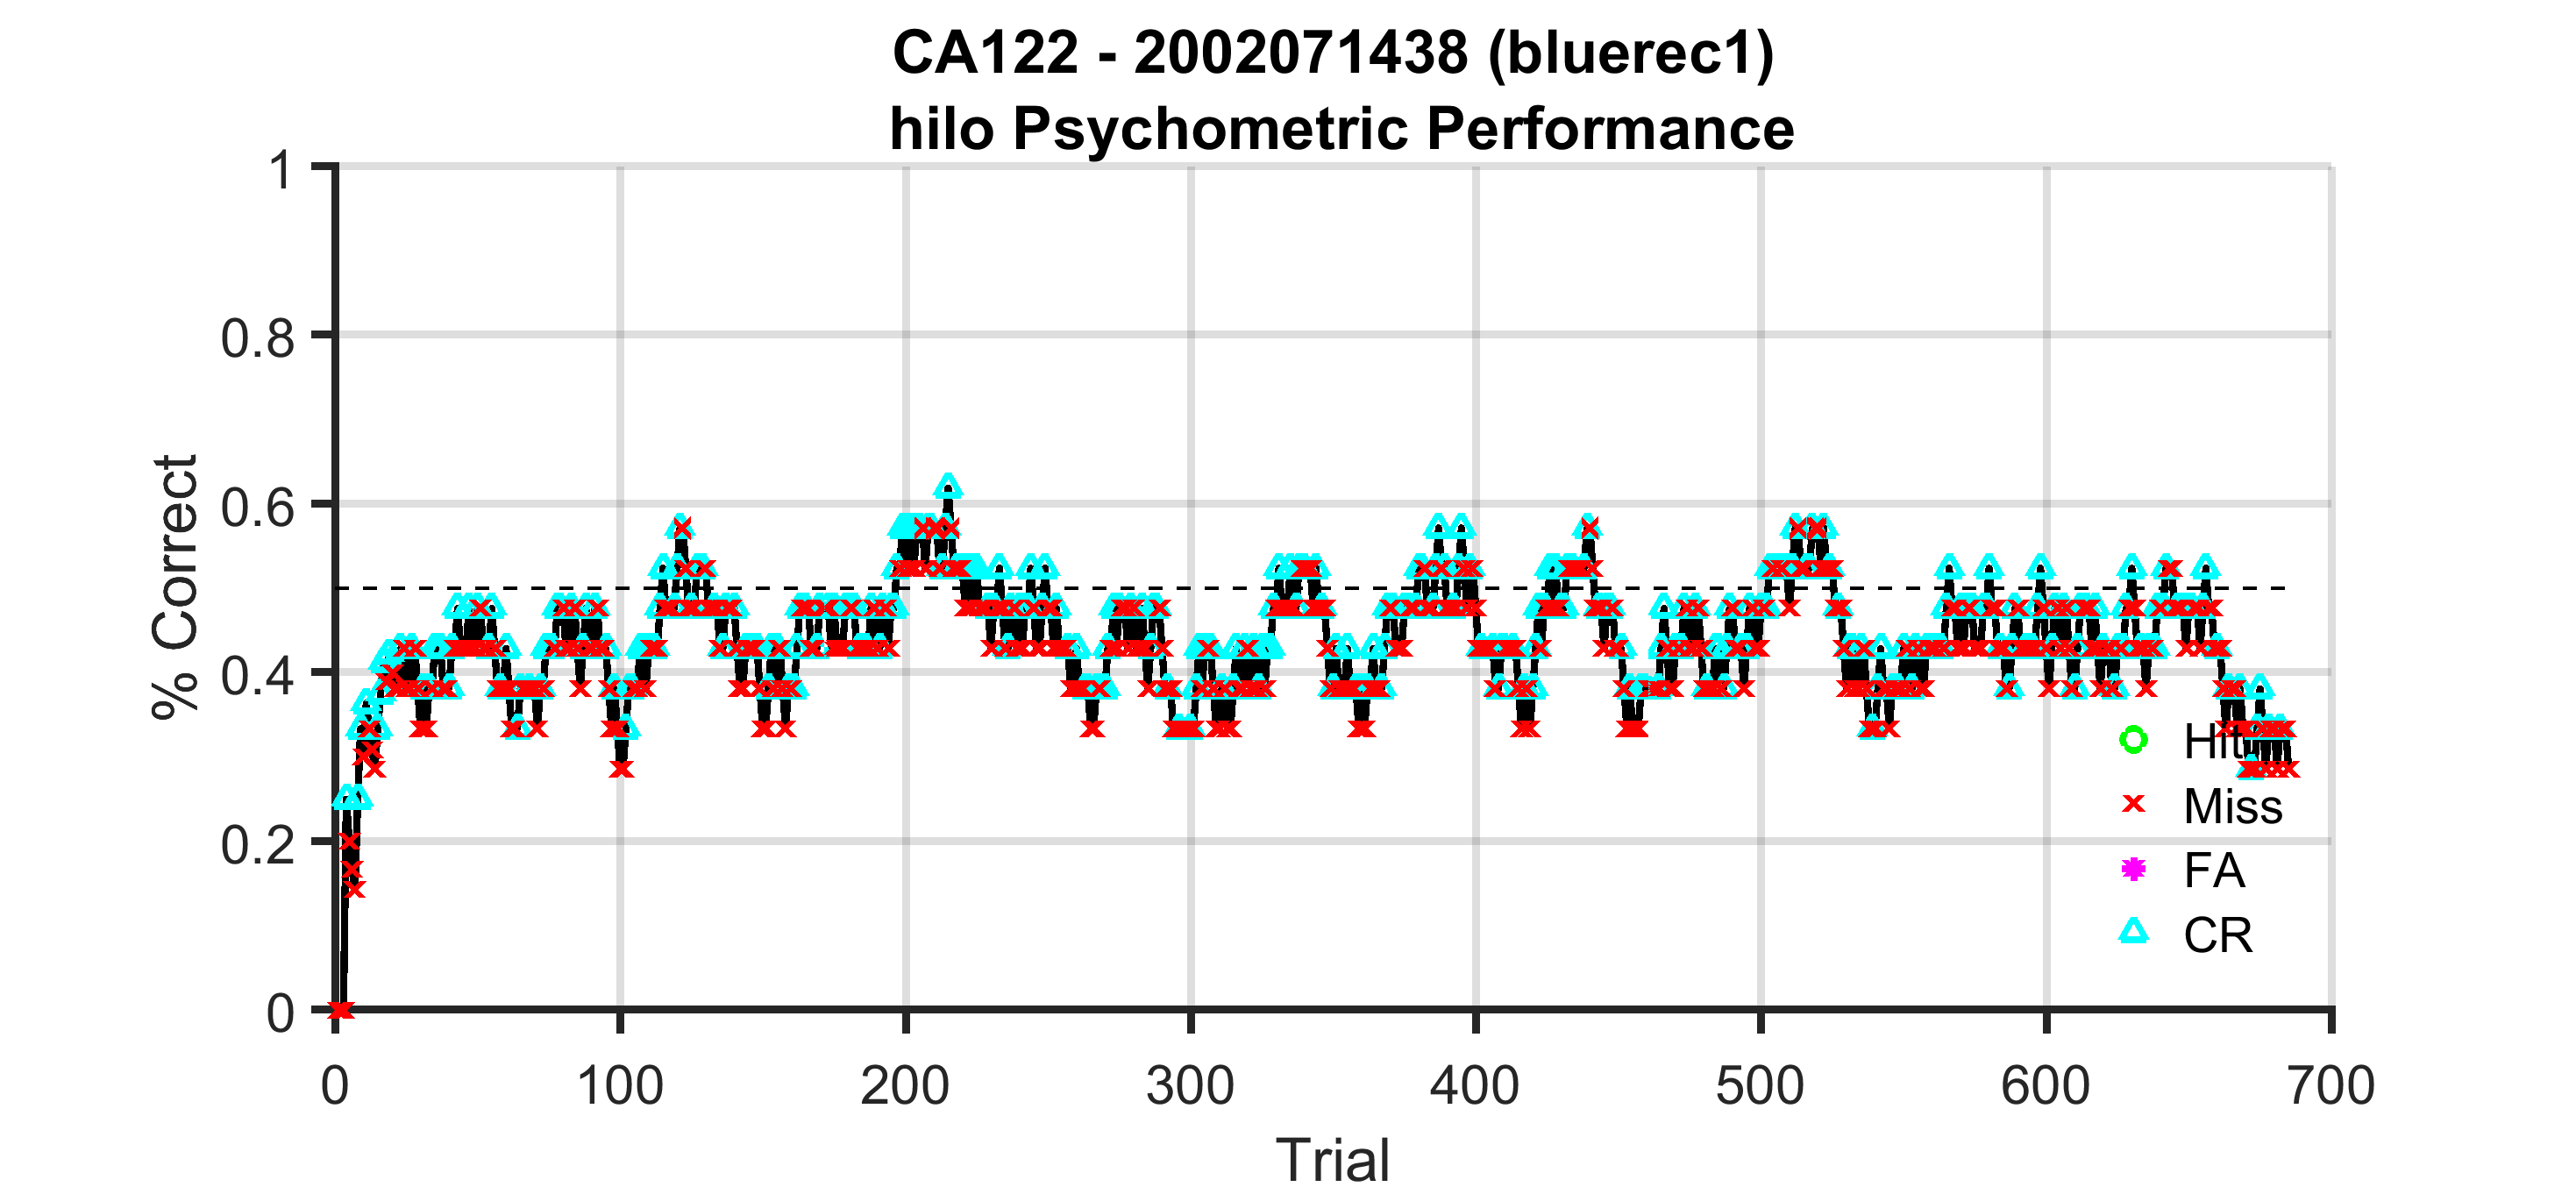 CA122 - 2002071438 (bluerec1)
hilo Psychometric Performance
1
0.8
0.6
0.4
0.2
0
% Correct
Hit
Miss
FA
CR
0 100 200 300 400 500 600 700
Trial